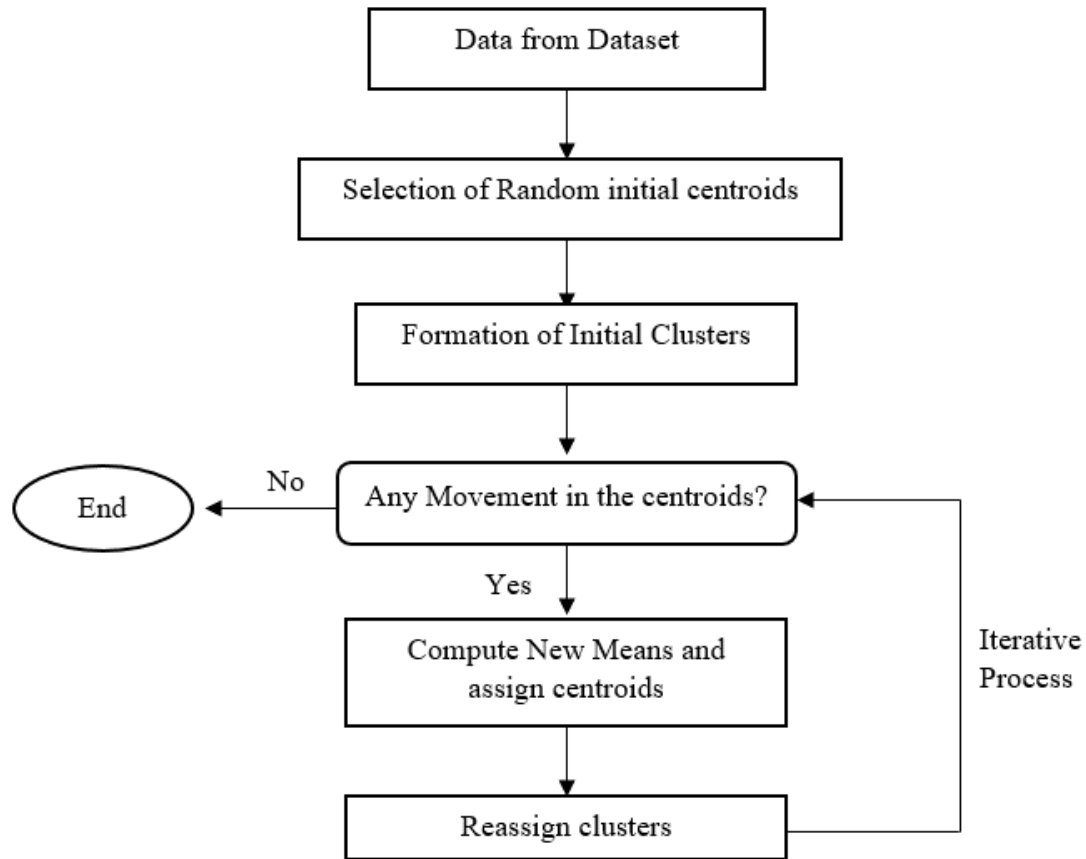 Data from Dataset
Selection of Random initial centroids
Formation of Initial Clusters
No
End
Any Movement in the centroids?
Yes
Compute New Means and
assign centroids
Iterative
Process
Reassign clusters